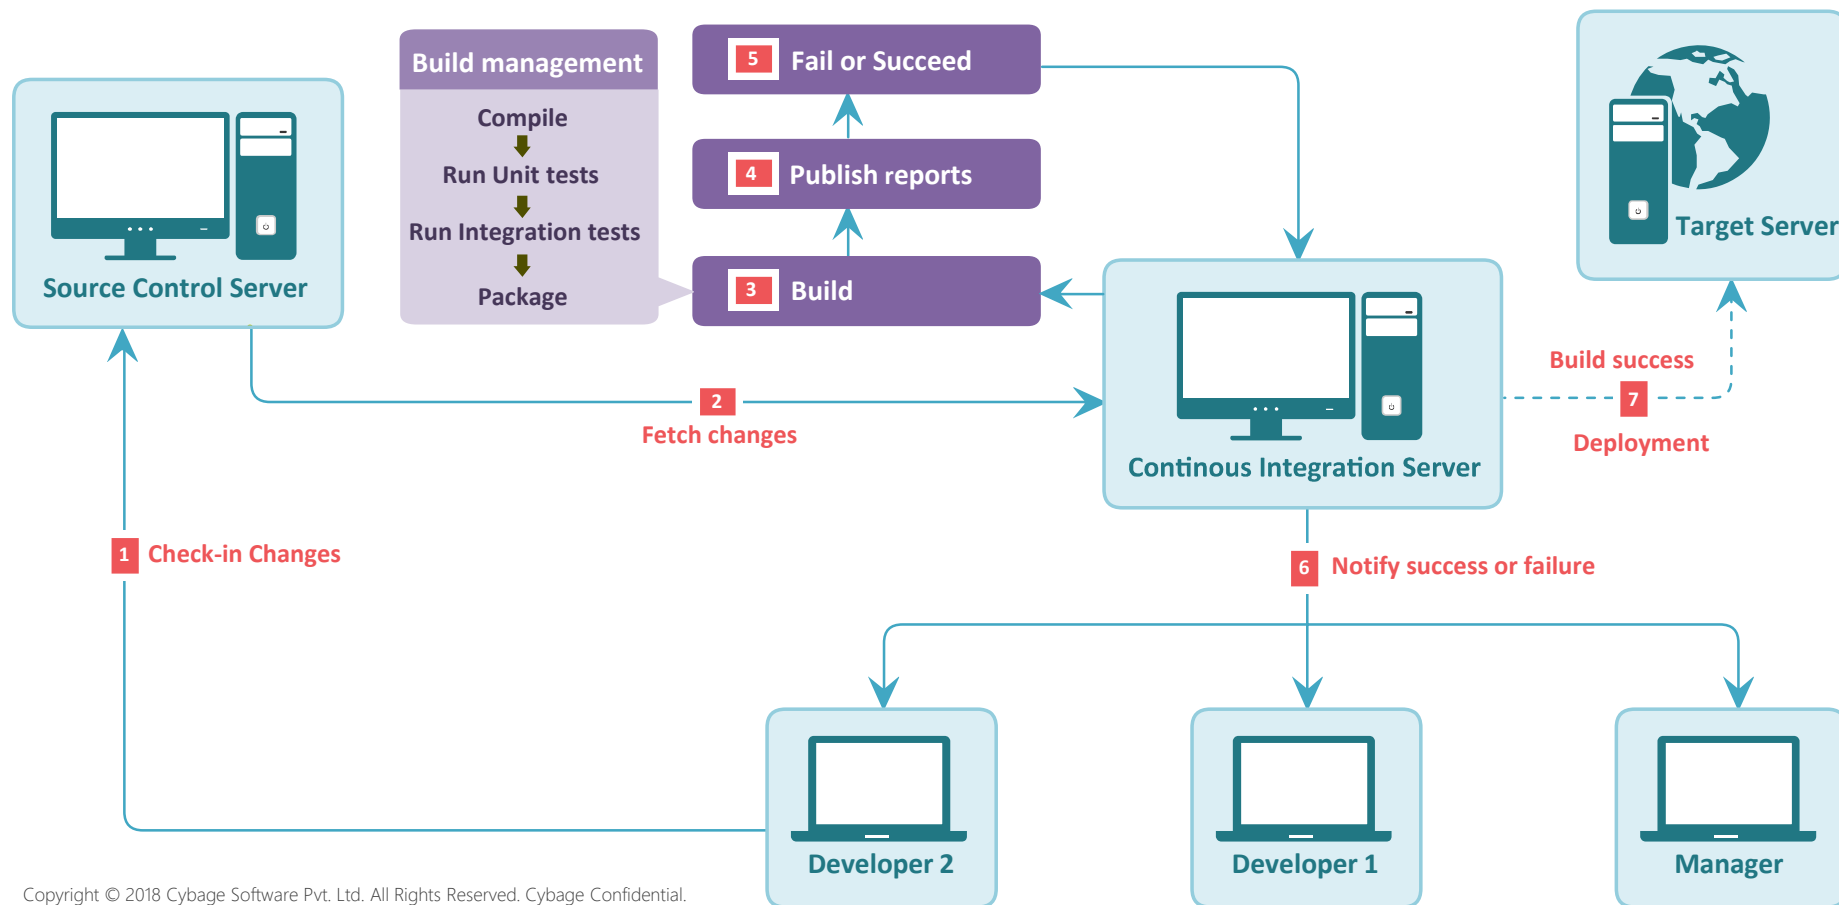 Build management
Compile
Run Unit tests
Run Integration tests
Package
5 Fail or Succeed
4 Publish reports
3 Build
Source Control Server
Target Server
2
Fetch changes
Continous Integration Server
Build success
7
Deployment
1 Check-in Changes
6 Notify success or failure
Developer 2
Developer 1
Manager
Copyright © 2018 Cybage Software Pvt. Ltd. All Rights Reserved. Cybage Confidential.